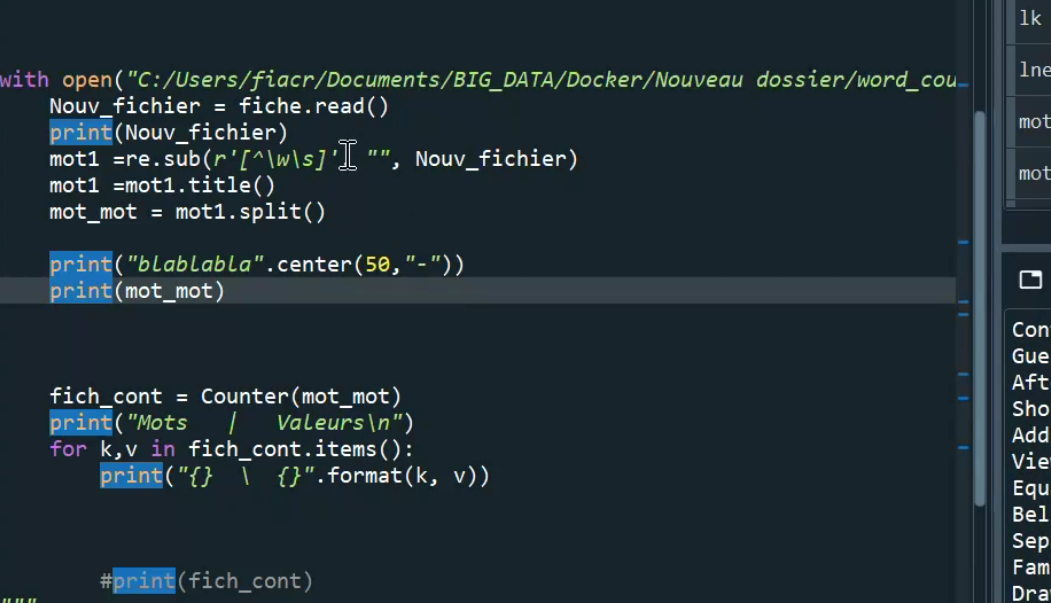 with open("C:/Users/fiacr/Documents/BIG_DATA/Docker/Nouveau dossier/word_cou
Nouv_fichier = fiche.read()
print(Nouv_fichier)
mot1 =re.sub(r'[^\w\s]', "", Nouv_fichier)
mot1 =mot1.title()
mot_mot = mot1.split()
print("blablabla".center(50,"-"))
print(mot_mot)
fich_cont = Counter(mot_mot)
print("Mots   |   Valeurs\n")
for k,v in fich_cont.items():
print("{}  \  {}".format(k, v))
#print(fich_cont)
"""
lk
lne
mot
mot
Con
Gue
Aft
Sho
Add
Vie
Equ
Bel
Sep
Fam
Dra